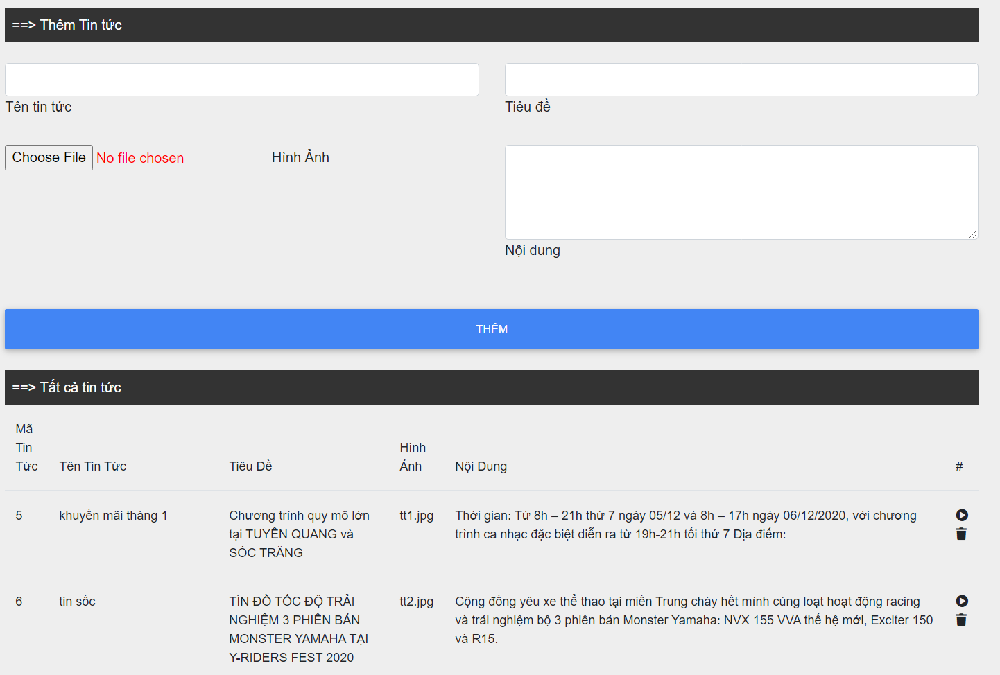 ==> Thêm Tin tức
Tên tin tức
Tiêu đề
Choose File No file chosen
Hình Ảnh
Nội dung
THÊM
==> Tất cả tin tức
Mã
Tin
Tức
Tên Tin Tức
Tiêu Đề
Hình
Ảnh
Nội Dung
#
5
khuyến mãi tháng 1
Chương trình quy mô lớn
tại TUYÊN QUANG và
SÓC TRĂNG
tt1.jpg
Thời gian: Từ 8h – 21h thứ 7 ngày 05/12 và 8h – 17h ngày 06/12/2020, với chương
trình ca nhạc đặc biệt diễn ra từ 19h-21h tối thứ 7 Địa điểm:
6
tin sốc
TÍN ĐỒ TỐC ĐỘ TRẢI
NGHIỆM 3 PHIÊN BẢN
MONSTER YAMAHA TẠI
Y-RIDERS FEST 2020
tt2.jpg
Cộng đồng yêu xe thể thao tại miền Trung cháy hết mình cùng loạt hoạt động racing
và trải nghiệm bộ 3 phiên bản Monster Yamaha: NVX 155 VVA thế hệ mới, Exciter 150
và R15.